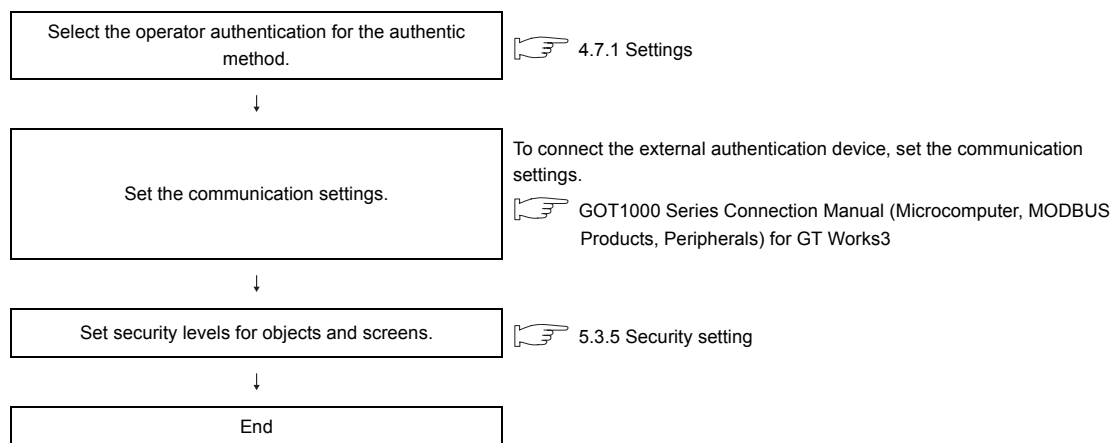 Select the operator authentication for the authentic
method.
4.7.1 Settings
↓
To connect the external authentication device, set the communication
settings.
Set the communication settings.
GOT1000 Series Connection Manual (Microcomputer, MODBUS
Products, Peripherals) for GT Works3
↓
Set security levels for objects and screens.
5.3.5 Security setting
↓
End